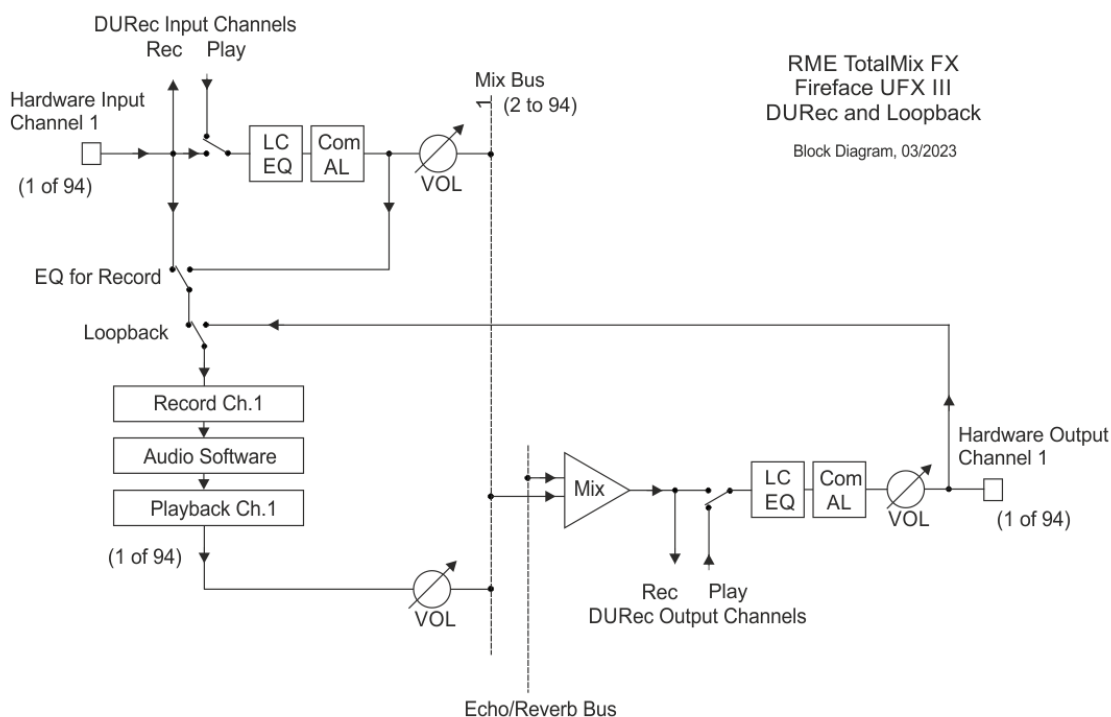 DURec Input Channels
Rec Play
RME TotalMix FX
Fireface UFX III
DURec and Loopback
Block Diagram, 03/2023
Mix Bus
1 (2 to 94)
Hardware Input
Channel 1
(1 of 94)
LC
EQ
Com
AL
VOL
EQ for Record
Loopback
Record Ch.1
Audio Software
Playback Ch.1
(1 of 94)
VOL
Mix
LC
EQ
Com
AL
VOL
Hardware Output
Channel 1
(1 of 94)
Rec Play
DURec Output Channels
Echo/Reverb Bus